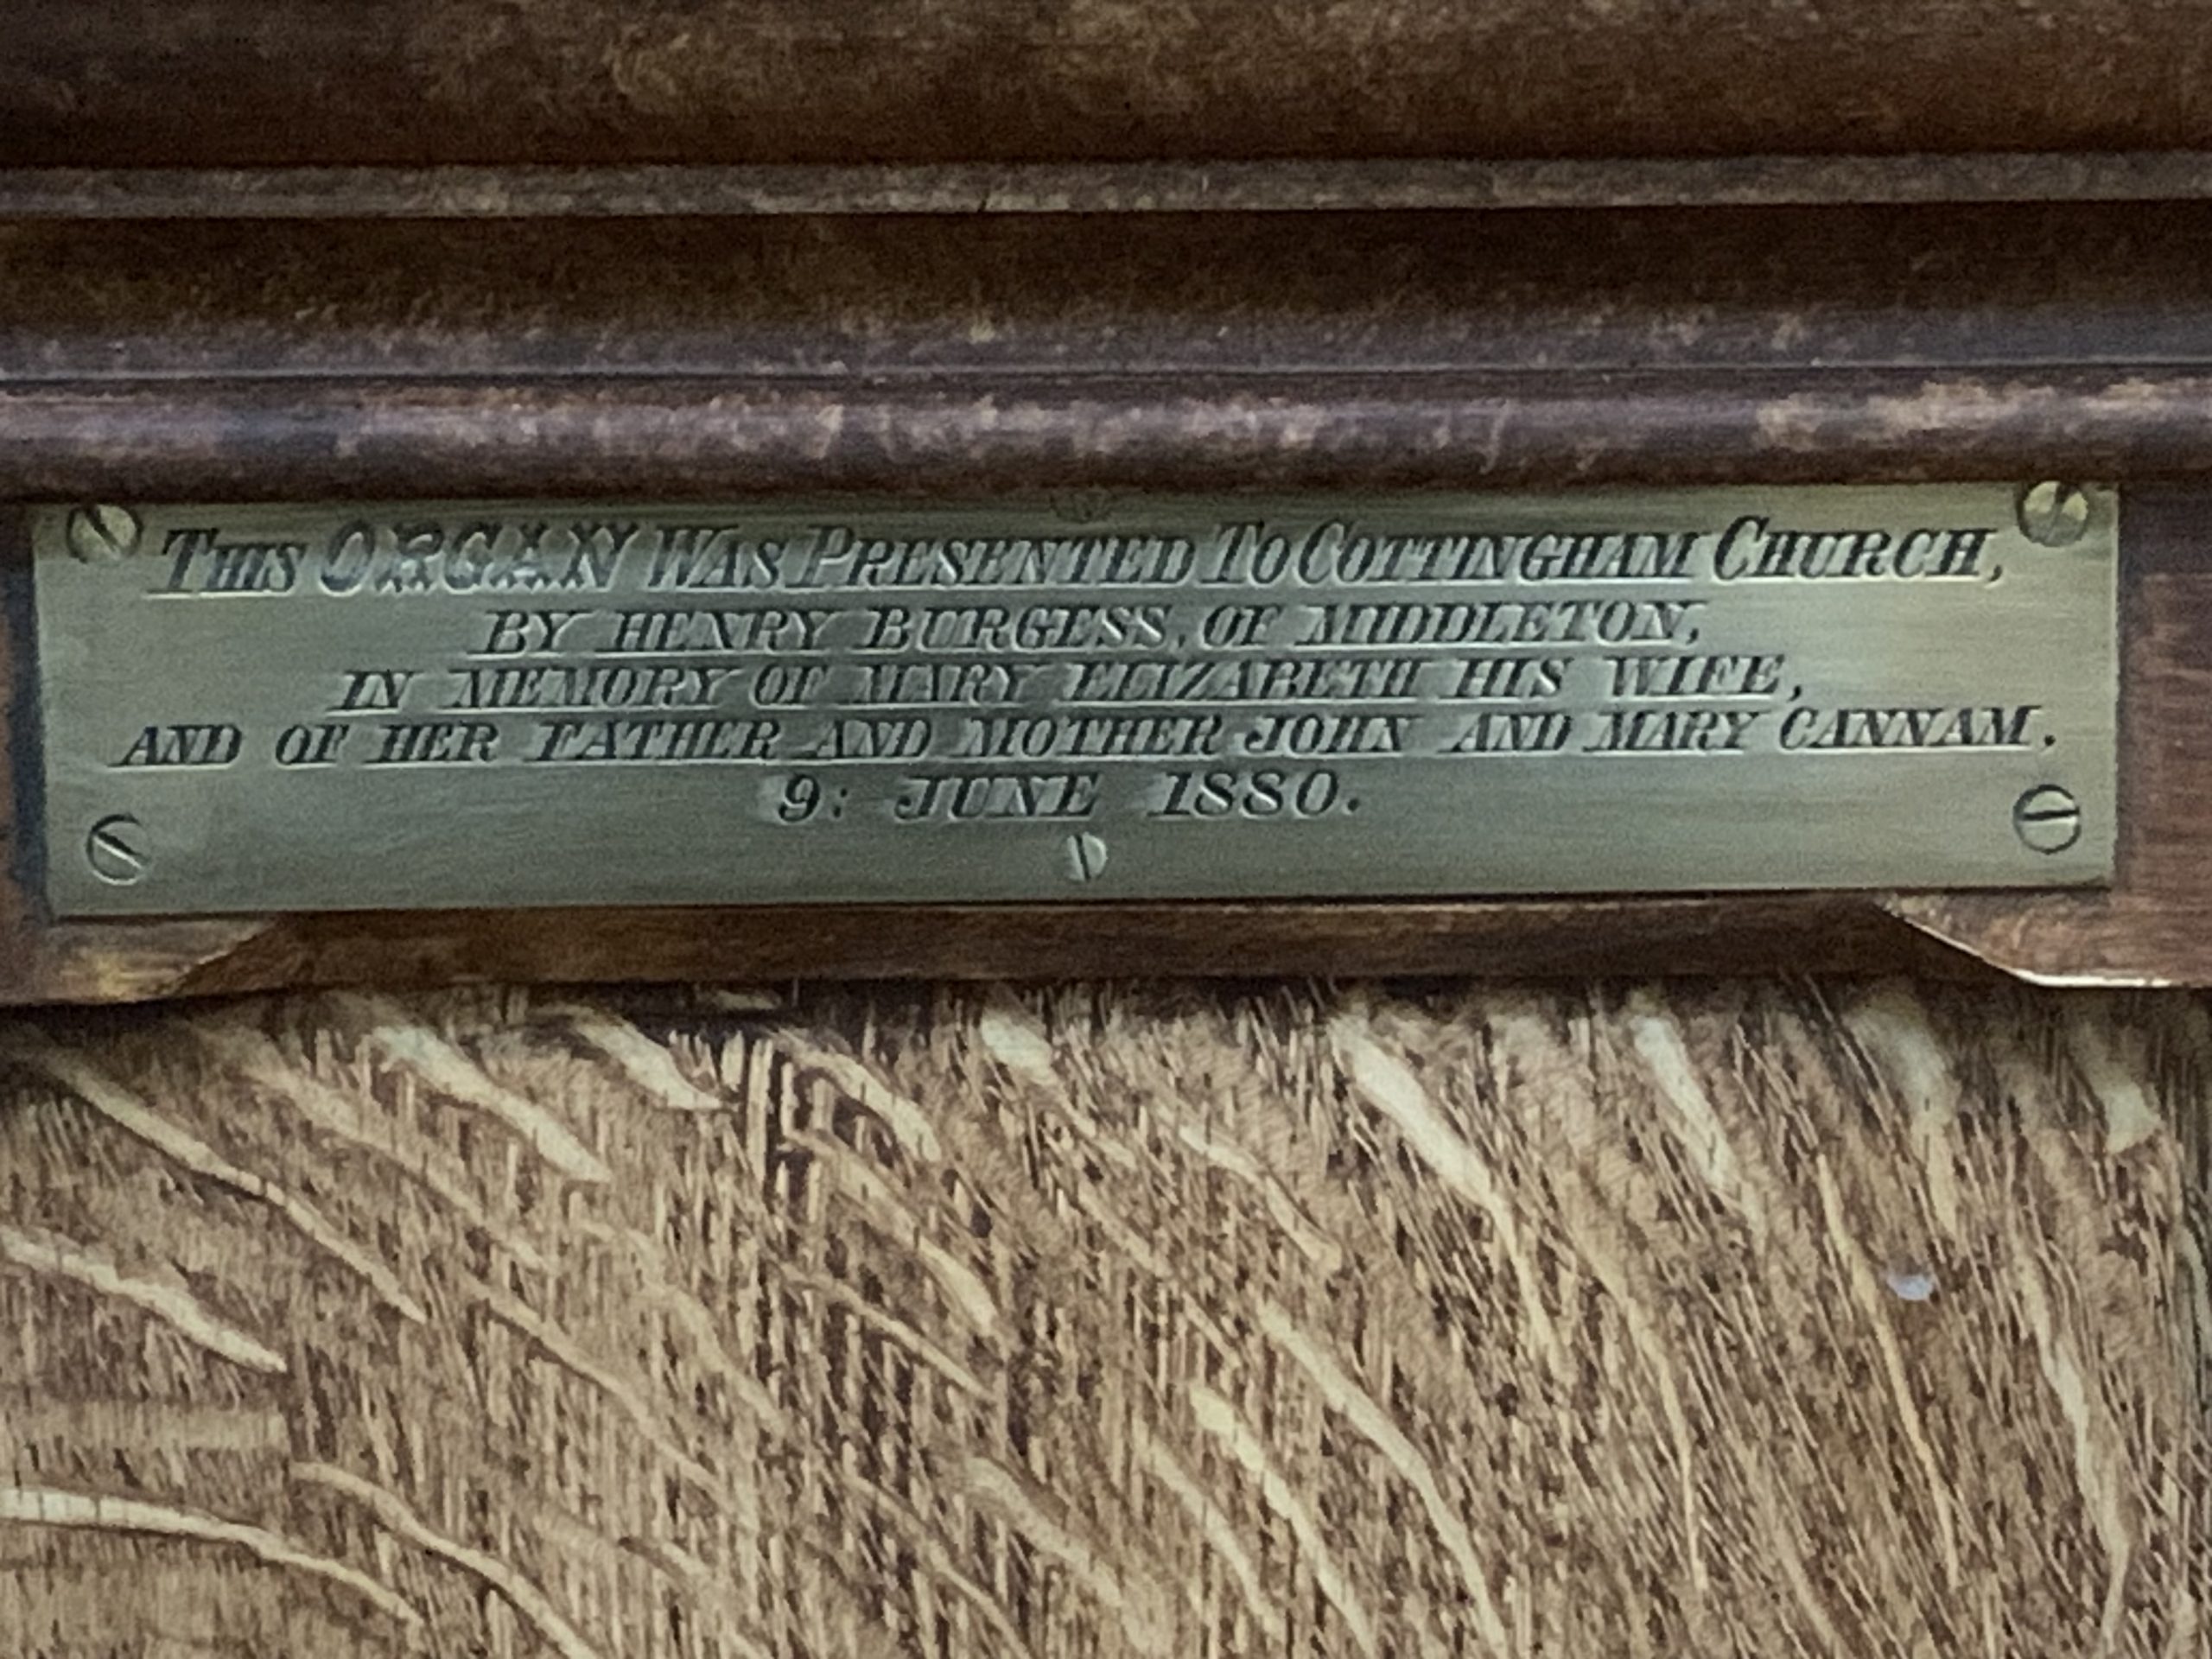 THIS ORGAN WAS PRESENTED TO COTTINGHAM CHURCH,
BY HENRY BURGESS, OF MIDDLETON,
IN MEMORY OF MARY ELIZABETH HIS WIFE,
AND OF HER FATHER AND MOTHER JOHN AND MARY CANNAM.
9: JUNE 1880.